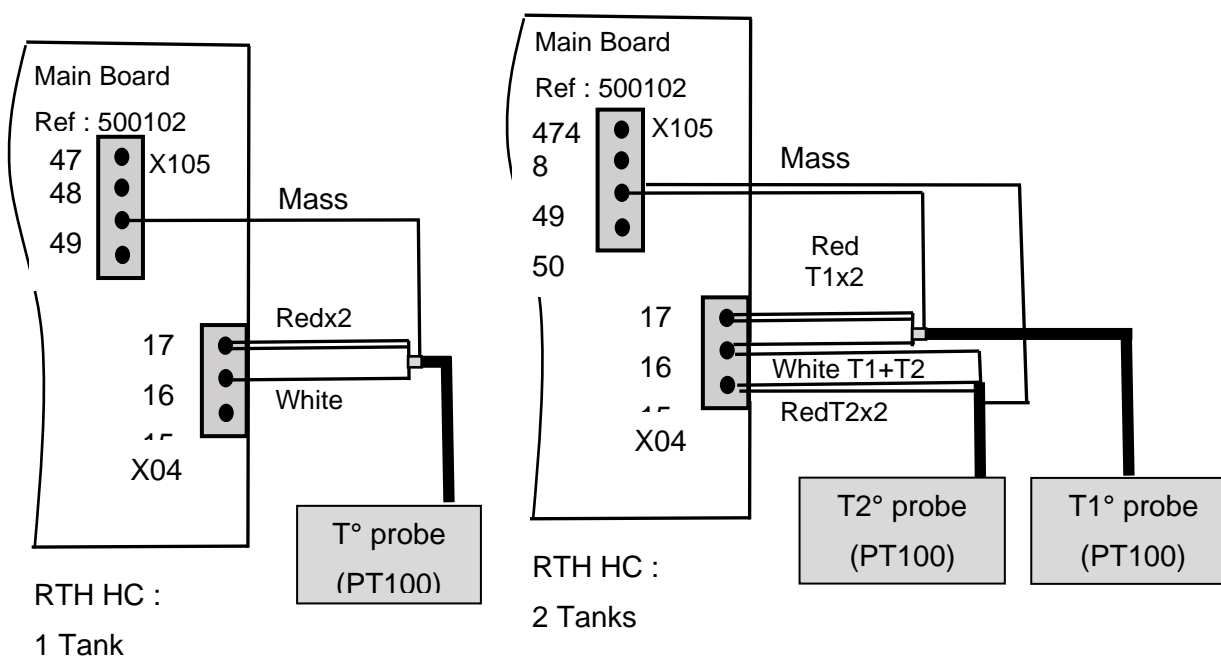 Main Board
Ref : 500102
47
X105
48
Mass
49
Redx2
17
16
White
X04
T° probe
(PT100)
RTH HC :
1 Tank
Main Board
Ref : 500102
474
X105
8
Mass
49
Red
T1x2
50
17
16
White T1+T2
RedT2x2
X04
T2° probe
(PT100)
T1° probe
(PT100)
RTH HC :
2 Tanks